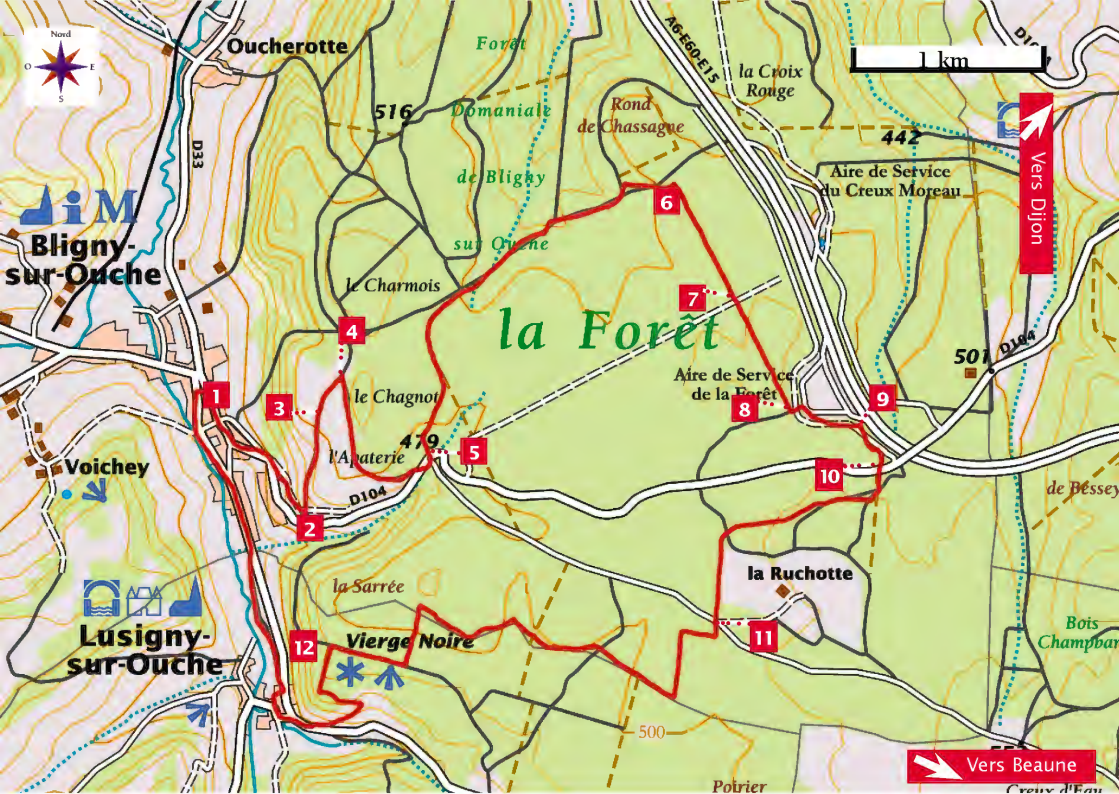 Nord
O
E
S
Oucherotte
Forêt
516
Domaniale
de Bligny
sur Ouche
Rond
de Chassagne
A6-E60-E15
la Croix
Rouge
1 km
442
Aire de Service
du Creux Moreau
Vers Dijon
D33
i M
Bligny-
sur-Ouche
le Charmois
la Forêt
6
7
4
1
3
le Chagnot
Aire de Service
de la Forêt
8
9
501
D104
479
l'Apaterie
5
10
Voichey
D104
2
de Bessey
la Sarrée
la Ruchotte
Lusigny-
sur-Ouche
12
Vierge Noire
11
Bois
500
Vers Beaune
Poirier
Creux d'Eau